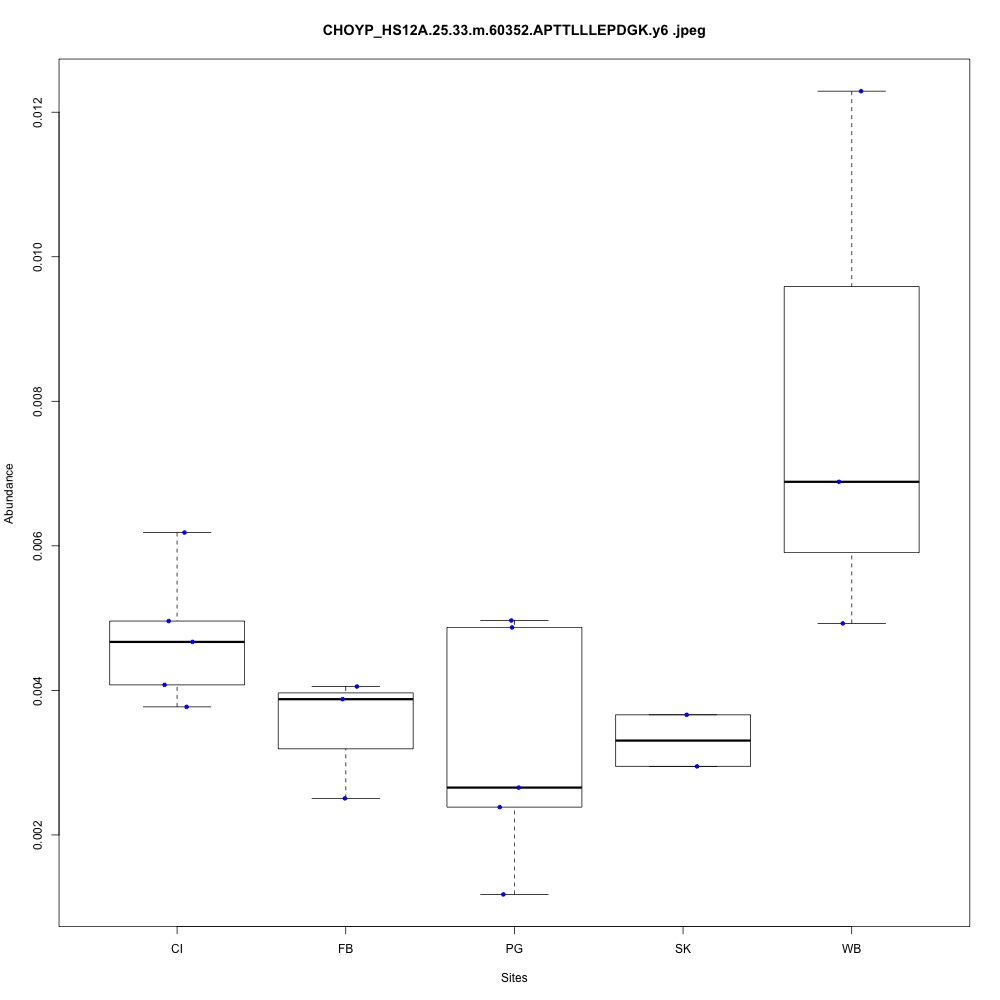 CHOYP_HS12A.25.33.m.60352.APTTLLLEPDGK.y6 .jpeg
0.012
0.010
0.008
0.006
0.004
0.002
Abundance
CI FB PG SK WB
Sites